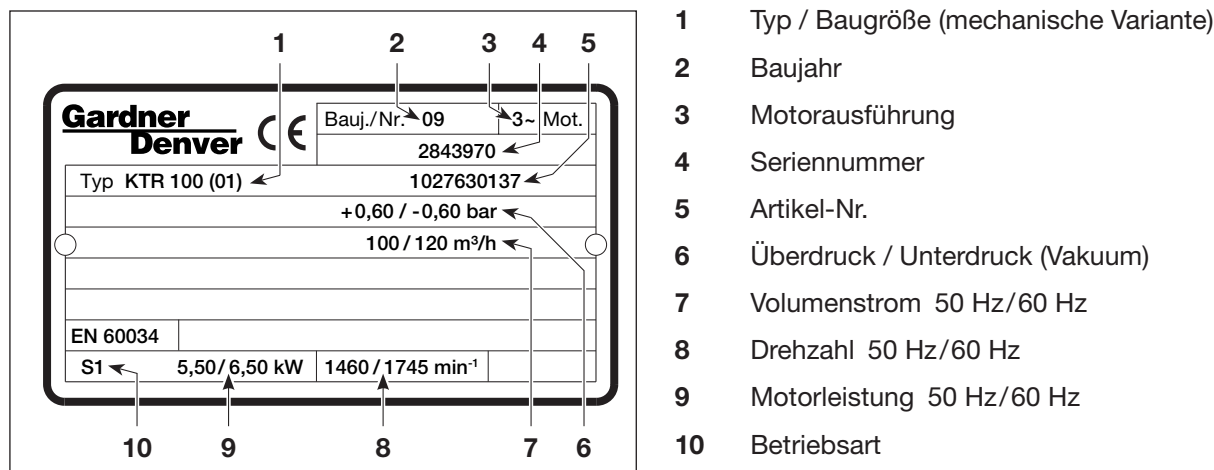 1 2 3 4 5
Gardner
Denver
CE
Bauj./Nr. 09
3~ Mot.
2843970
Typ KTR 100 (01)
1027630137
+0,60 / -0,60 bar
100 / 120 m³/h
EN 60034
S1
5,50/6,50 kW
1460/1745 min⁻¹
10 9 8 7 6
1 Typ / Baugröße (mechanische Variante)
2 Baujahr
3 Motorausführung
4 Seriennummer
5 Artikel-Nr.
6 Überdruck / Unterdruck (Vakuum)
7 Volumenstrom 50 Hz/60 Hz
8 Drehzahl 50 Hz/60 Hz
9 Motorleistung 50 Hz/60 Hz
10 Betriebsart